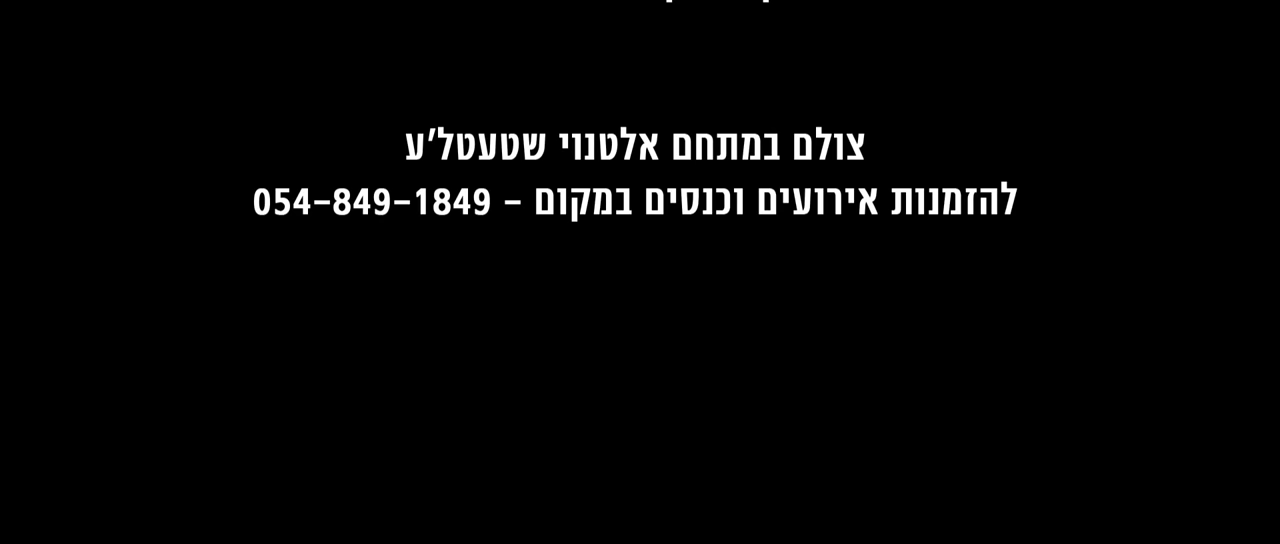 צולם במתחם אלטנוי שטעטל'ע
להזמנות אירועים וכנסים במקום - 054-849-1849